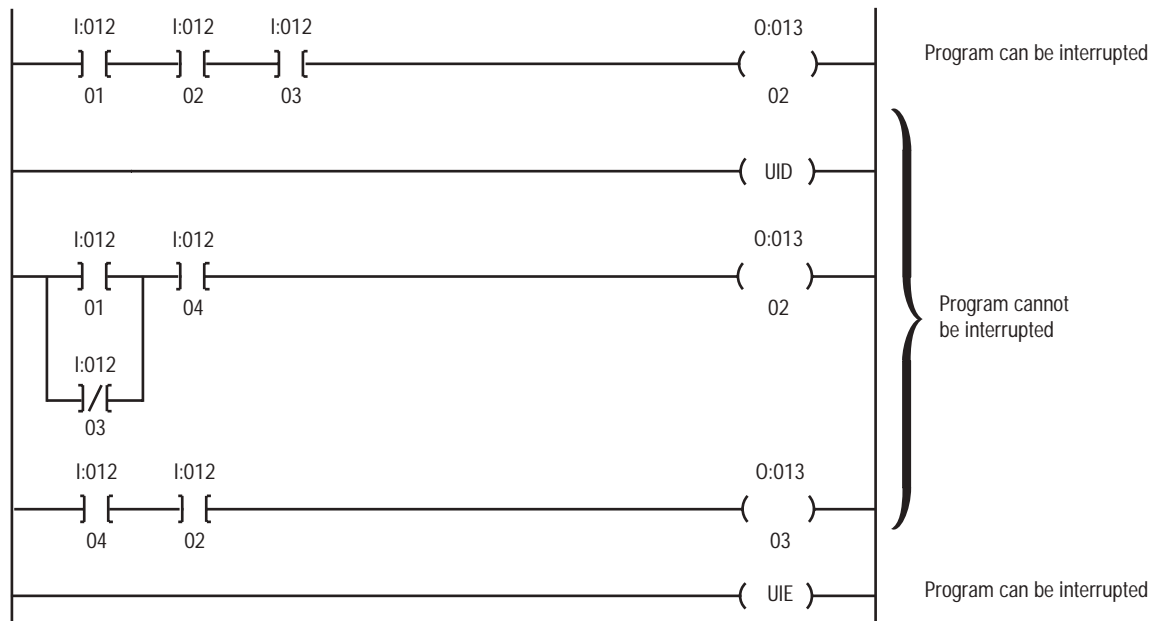 I:012 I:012 I:012 O:013
Program can be interrupted
01 02 03 02
UID
I:012 I:012 O:013
01 04 02
Program cannot
be interrupted
I:012
03
I:012 I:012 O:013
04 02 03
UIE
Program can be interrupted